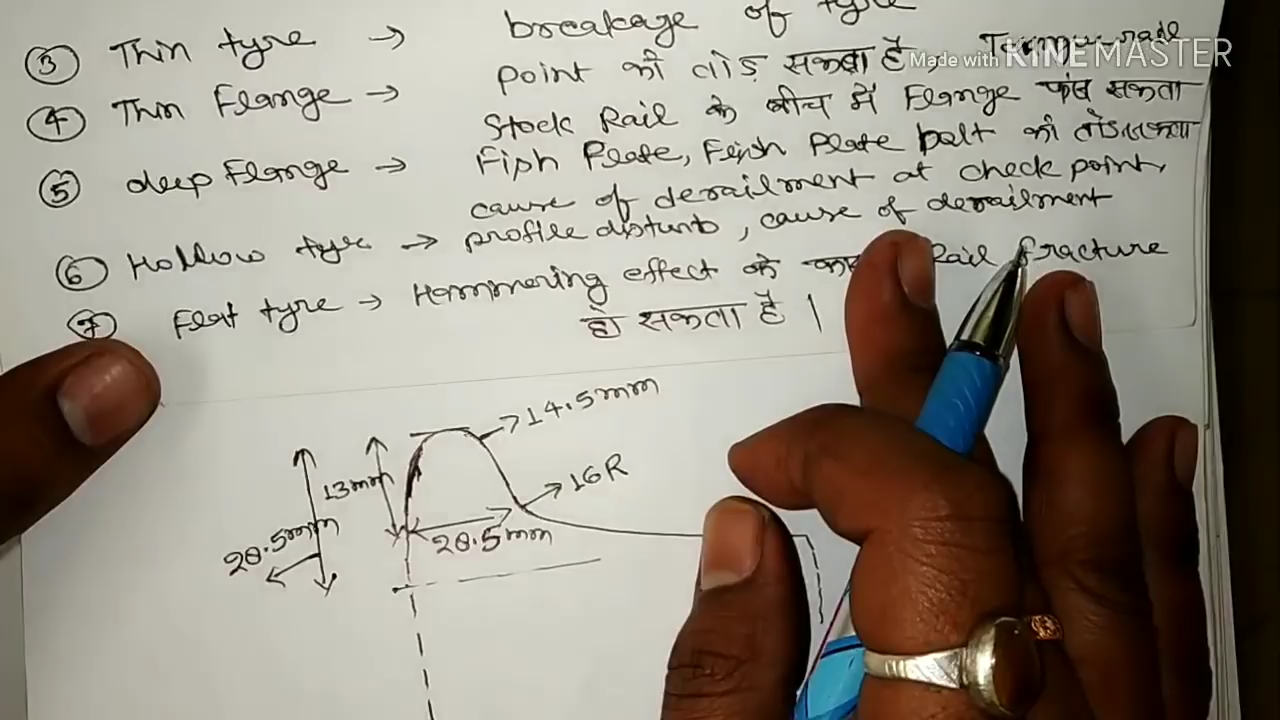 ③ Thin tyre → breakage of tyre
④ Thin Flange → point को तोड़ सकता है, Tongue rail
Stock Rail के बीच में Flange फंस सकता
⑤ deep Flange → Fish Plate, Fish Plate bolt को तोड़ सकता
cause of derailment at check point,
⑥ Hollow tyre → profile disturb, cause of derailment
⑦ Flat tyre → Hammering effect के Rail fracture
हो सकता है |
Made with KINEMASTER
14.5mm
13mm
16R
28.5mm
28.5mm